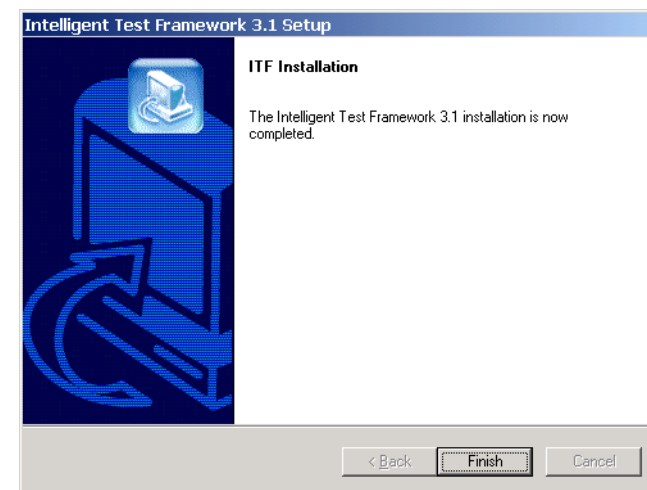 Intelligent Test Framework 3.1 Setup
ITF Installation
The Intelligent Test Framework 3.1 installation is now
completed.
< Back
Finish
Cancel